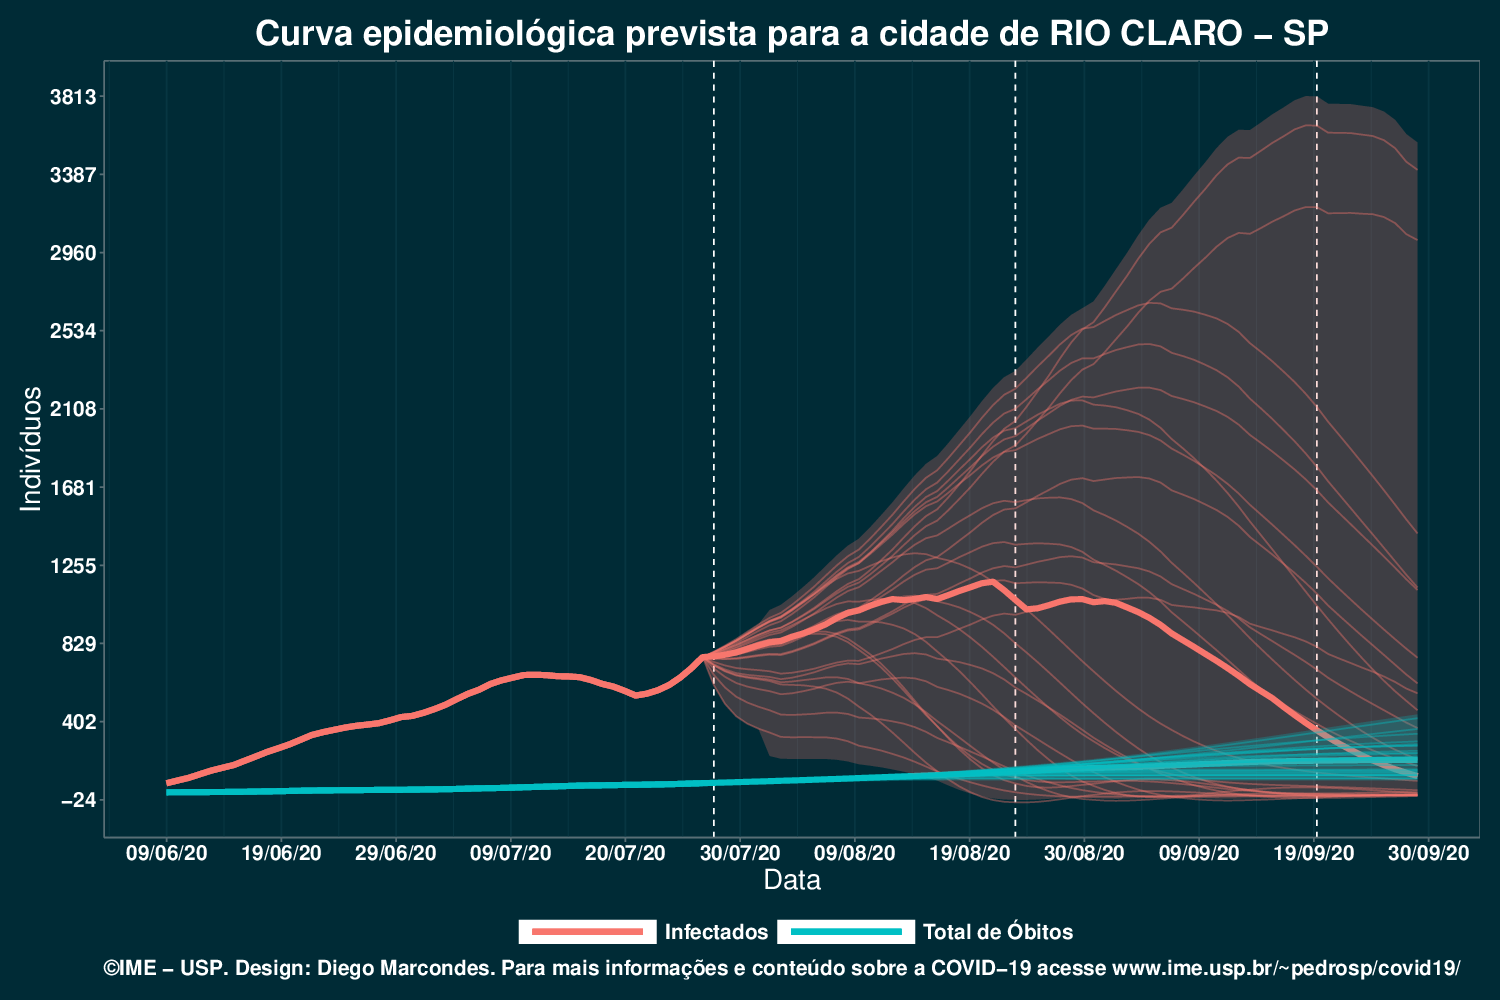 Curva epidemiológica prevista para a cidade de RIO CLARO − SP
3813
3387
2960
2534
2108
1681
1255
829
402
−24
Indivíduos
09/06/20 19/06/20 29/06/20 09/07/20 20/07/20 30/07/20 09/08/20 19/08/20 30/08/20 09/09/20 19/09/20 30/09/20
Data
Infectados Total de Óbitos
©IME − USP. Design: Diego Marcondes. Para mais informações e conteúdo sobre a COVID−19 acesse www.ime.usp.br/~pedrosp/covid19/